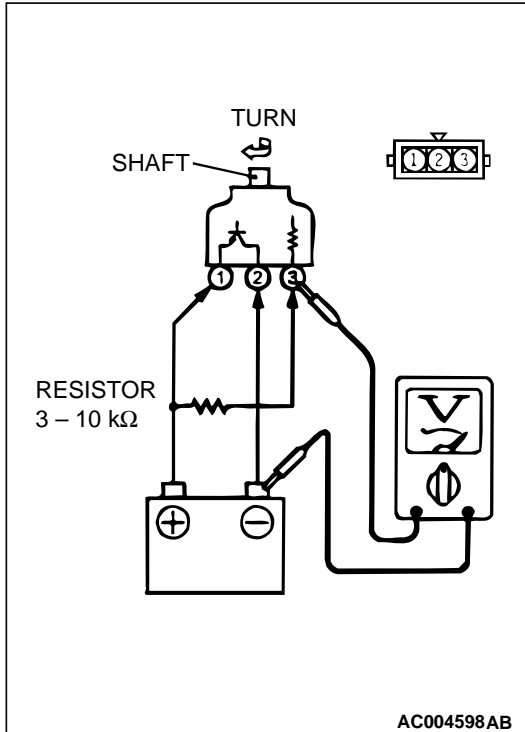 TURN
SHAFT
1 2 3
1 2 3
RESISTOR
3 – 10 kΩ
V
+ −
AC004598AB